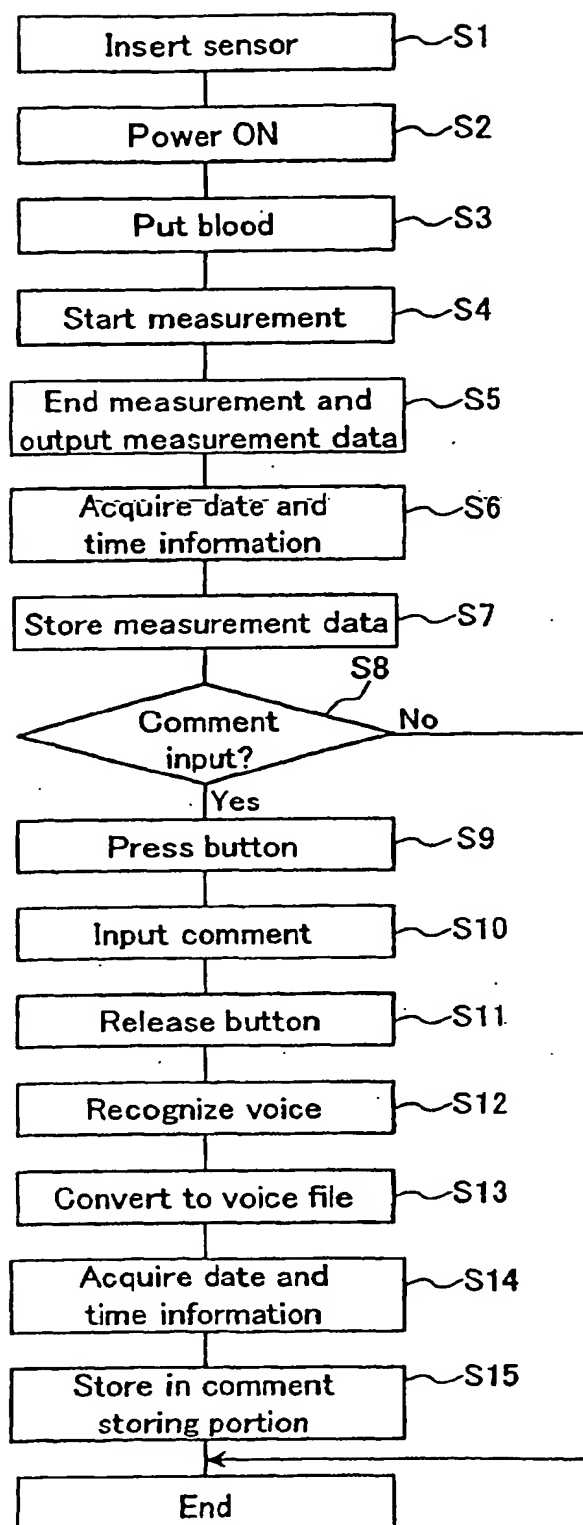 Insert sensor
S1
Power ON
S2
Put blood
S3
Start measurement
S4
End measurement and
output measurement data
S5
Acquire date and
time information
S6
Store measurement data
S7
S8
Comment
input?
No
Yes
Press button
S9
Input comment
S10
Release button
S11
Recognize voice
S12
Convert to voice file
S13
Acquire date and
time information
S14
Store in comment
storing portion
S15
End